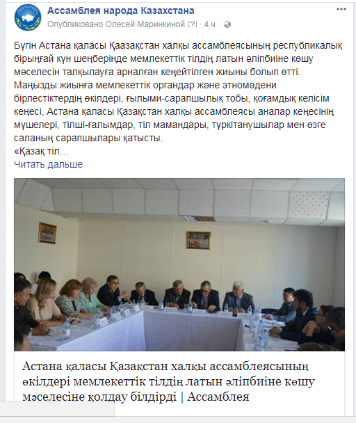 Ассамблея народа Казахстана
Опубликовано Олесей Маринкиной [?] · 4 ч ·
Бүгін Астана қаласы Қаазақстан халқы ассамблеясының республикалық
бірыңғай күн шеңберінде мемлекеттік тілдің латын әліпбиіне көшу
мәселесін талқылауға арналған кеңейтілген жиыны болып өтті.
Маңызды жиынға мемлекеттік органдар және этномәдени
бірлестіктердің өкілдері, ғылыми-сарапшылық тобы, қоғамдық келісім
кеңесі, Астана қаласы Қазақстан халқы ассамблеясы аналар кеңесінің
мүшелері, тілші-ғалымдар, тіл мамандары, түркітанушылар мен өзге
саланың сарапшылары қатысты.
«Қазақ тіл...
Читать дальше
Астана қаласы Қазақстан халқы ассамблеясының
өкілдері мемлекеттік тілдің латын әліпбиіне көшу
мәселесіне қолдау білдірді | Ассамблея